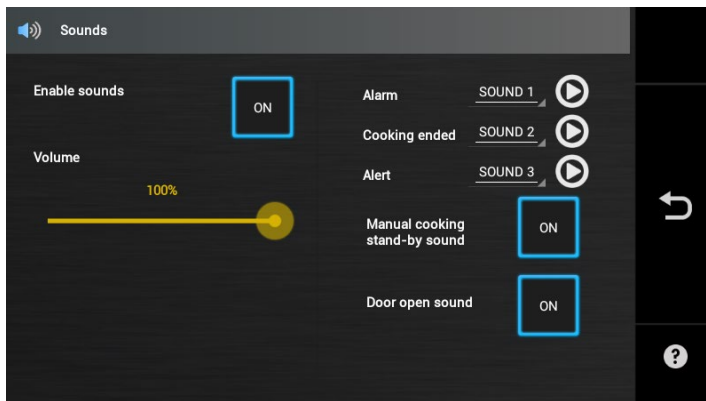 Sounds
Enable sounds
ON
Volume
100%
Alarm
SOUND 1
Cooking ended
SOUND 2
Alert
SOUND 3
Manual cooking
stand-by sound
ON
Door open sound
ON
?